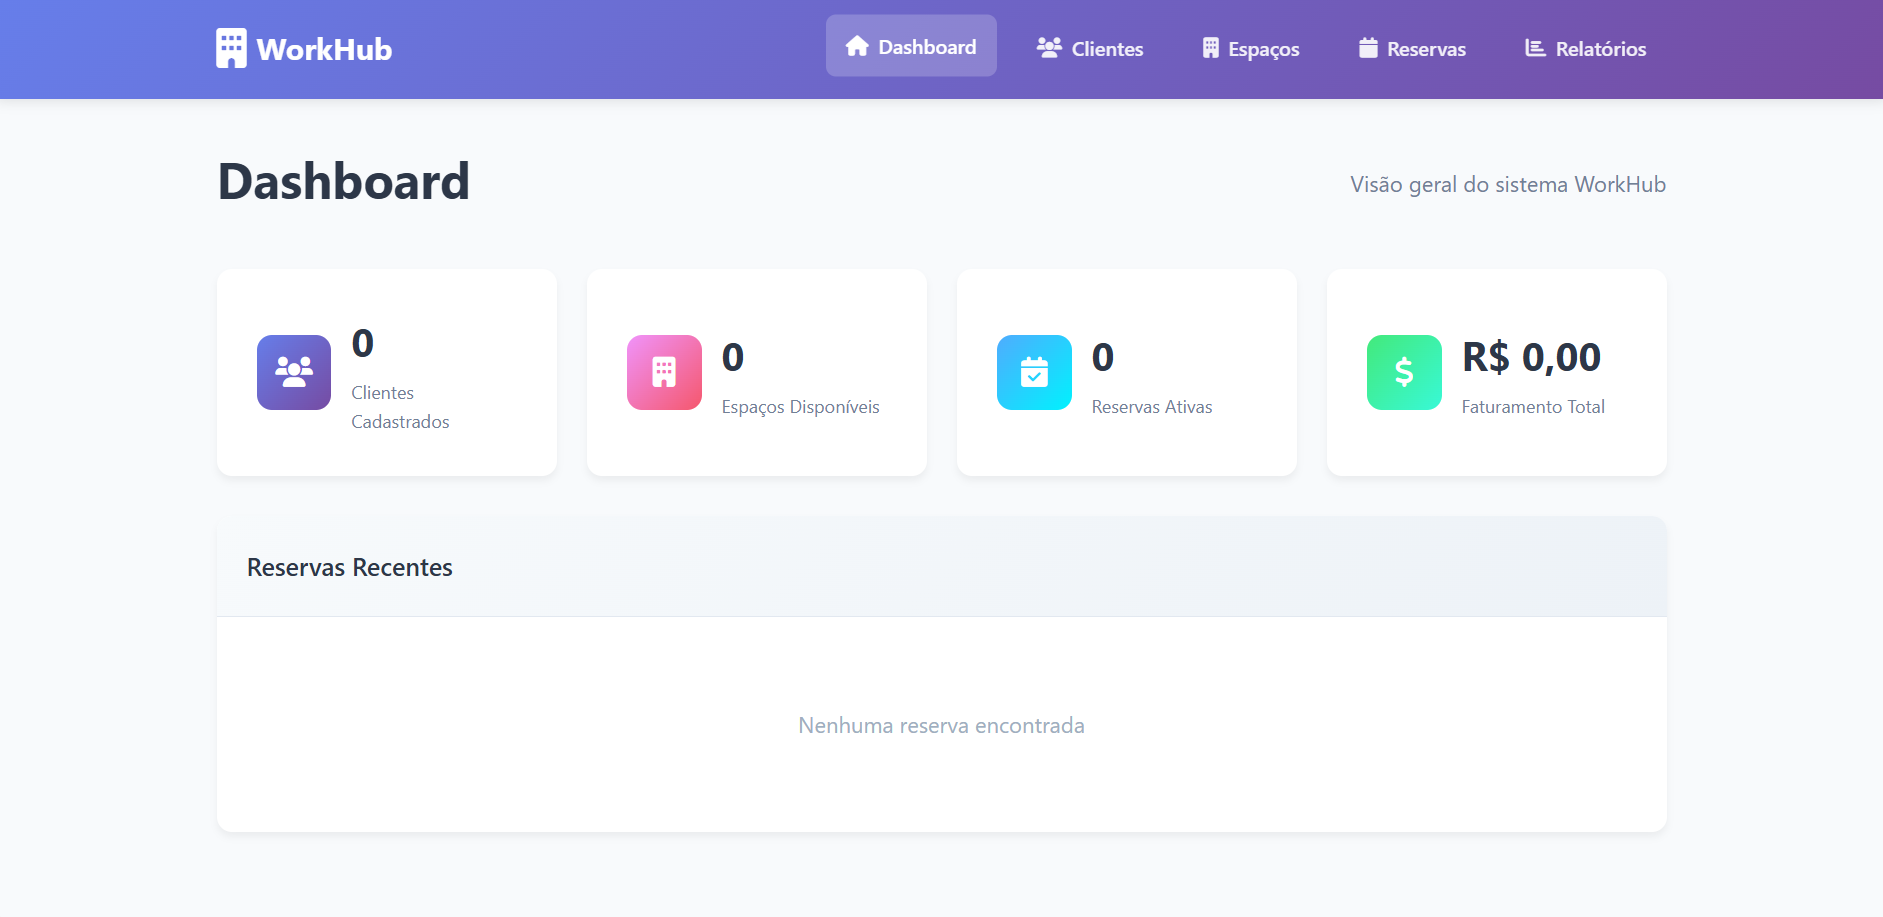 WorkHub
Dashboard
Clientes
Espaços
Reservas
Relatórios
Dashboard
Visão geral do sistema WorkHub
0
Clientes
Cadastrados
0
Espaços Disponíveis
0
Reservas Ativas
R$ 0,00
Faturamento Total
Reservas Recentes
Nenhuma reserva encontrada